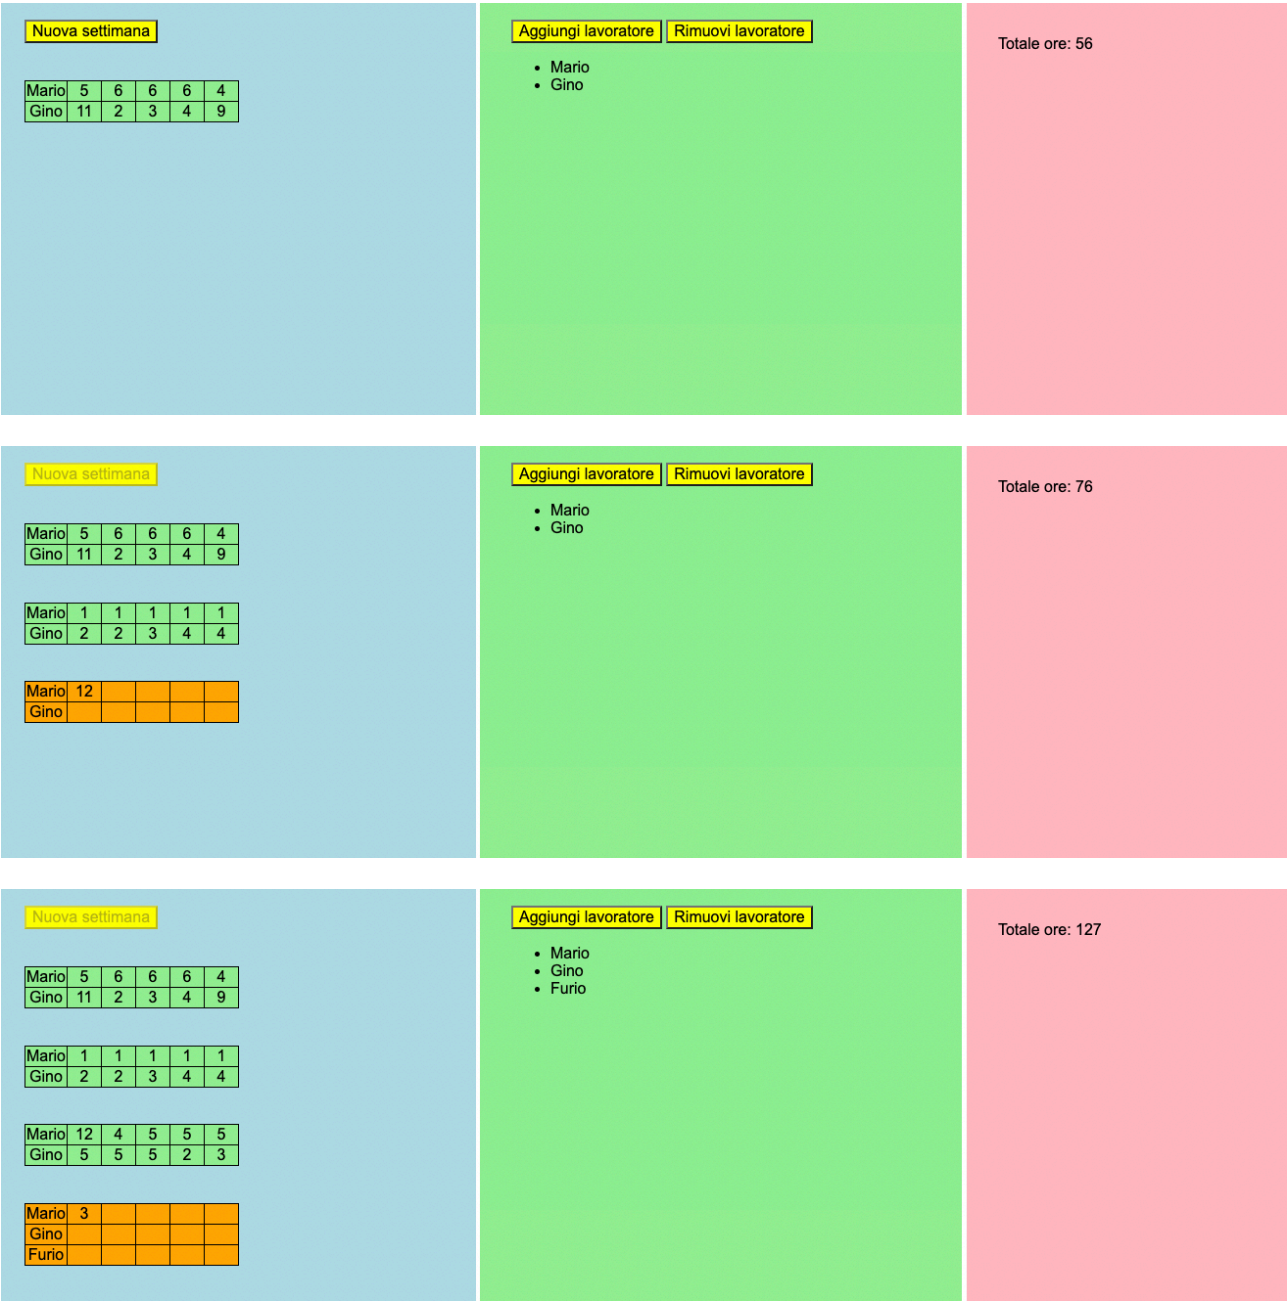 Nuova settimana
Mario 5 6 6 6 4
Gino 11 2 3 4 9
Aggiungi lavoratore Rimuovi lavoratore
• Mario
• Gino
Totale ore: 56
Nuova settimana
Mario 5 6 6 6 4
Gino 11 2 3 4 9
Mario 1 1 1 1 1
Gino 2 2 3 4 4
Mario 12
Gino
Aggiungi lavoratore Rimuovi lavoratore
• Mario
• Gino
Totale ore: 76
Nuova settimana
Mario 5 6 6 6 4
Gino 11 2 3 4 9
Mario 1 1 1 1 1
Gino 2 2 3 4 4
Mario 12 4 5 5 5
Gino 5 5 5 2 3
Mario 3
Gino
Furio
Aggiungi lavoratore Rimuovi lavoratore
• Mario
• Gino
• Furio
Totale ore: 127